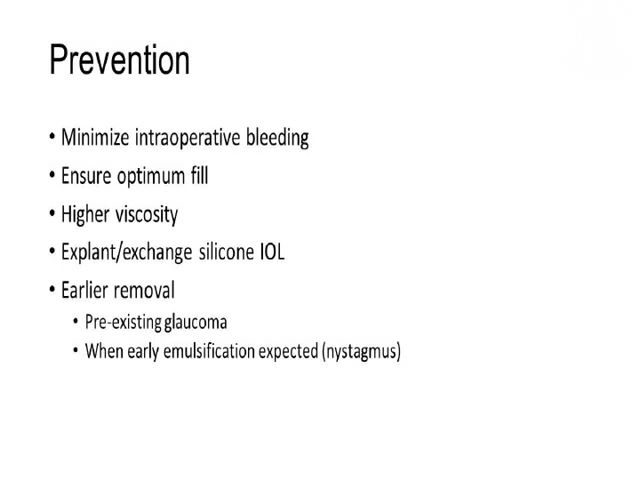 Prevention
• Minimize intraoperative bleeding
• Ensure optimum fill
• Higher viscosity
• Explant/exchange silicone IOL
• Earlier removal
• Pre-existing glaucoma
• When early emulsification expected (nystagmus)